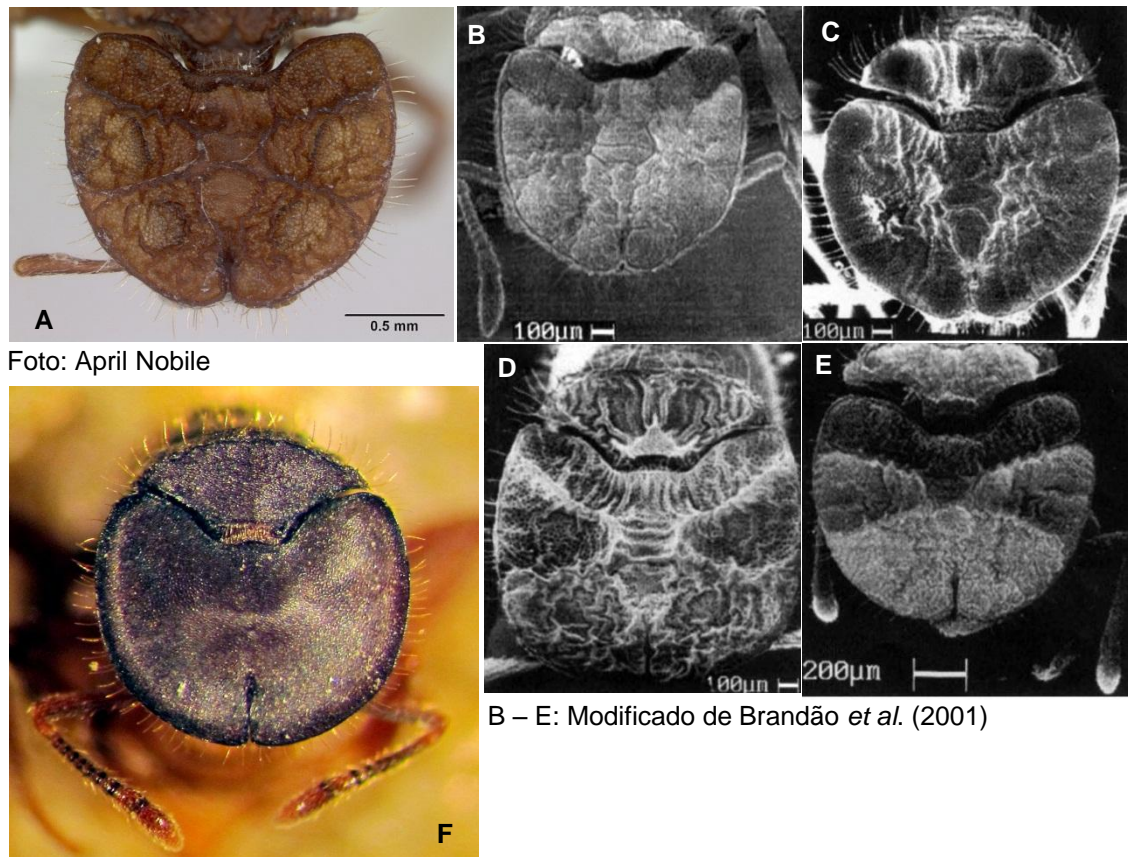 B
C
A
0.5 mm
100µm
100µm
Foto: April Nobile
D
E
100µm
200µm
B – E: Modificado de Brandão et al. (2001)
F